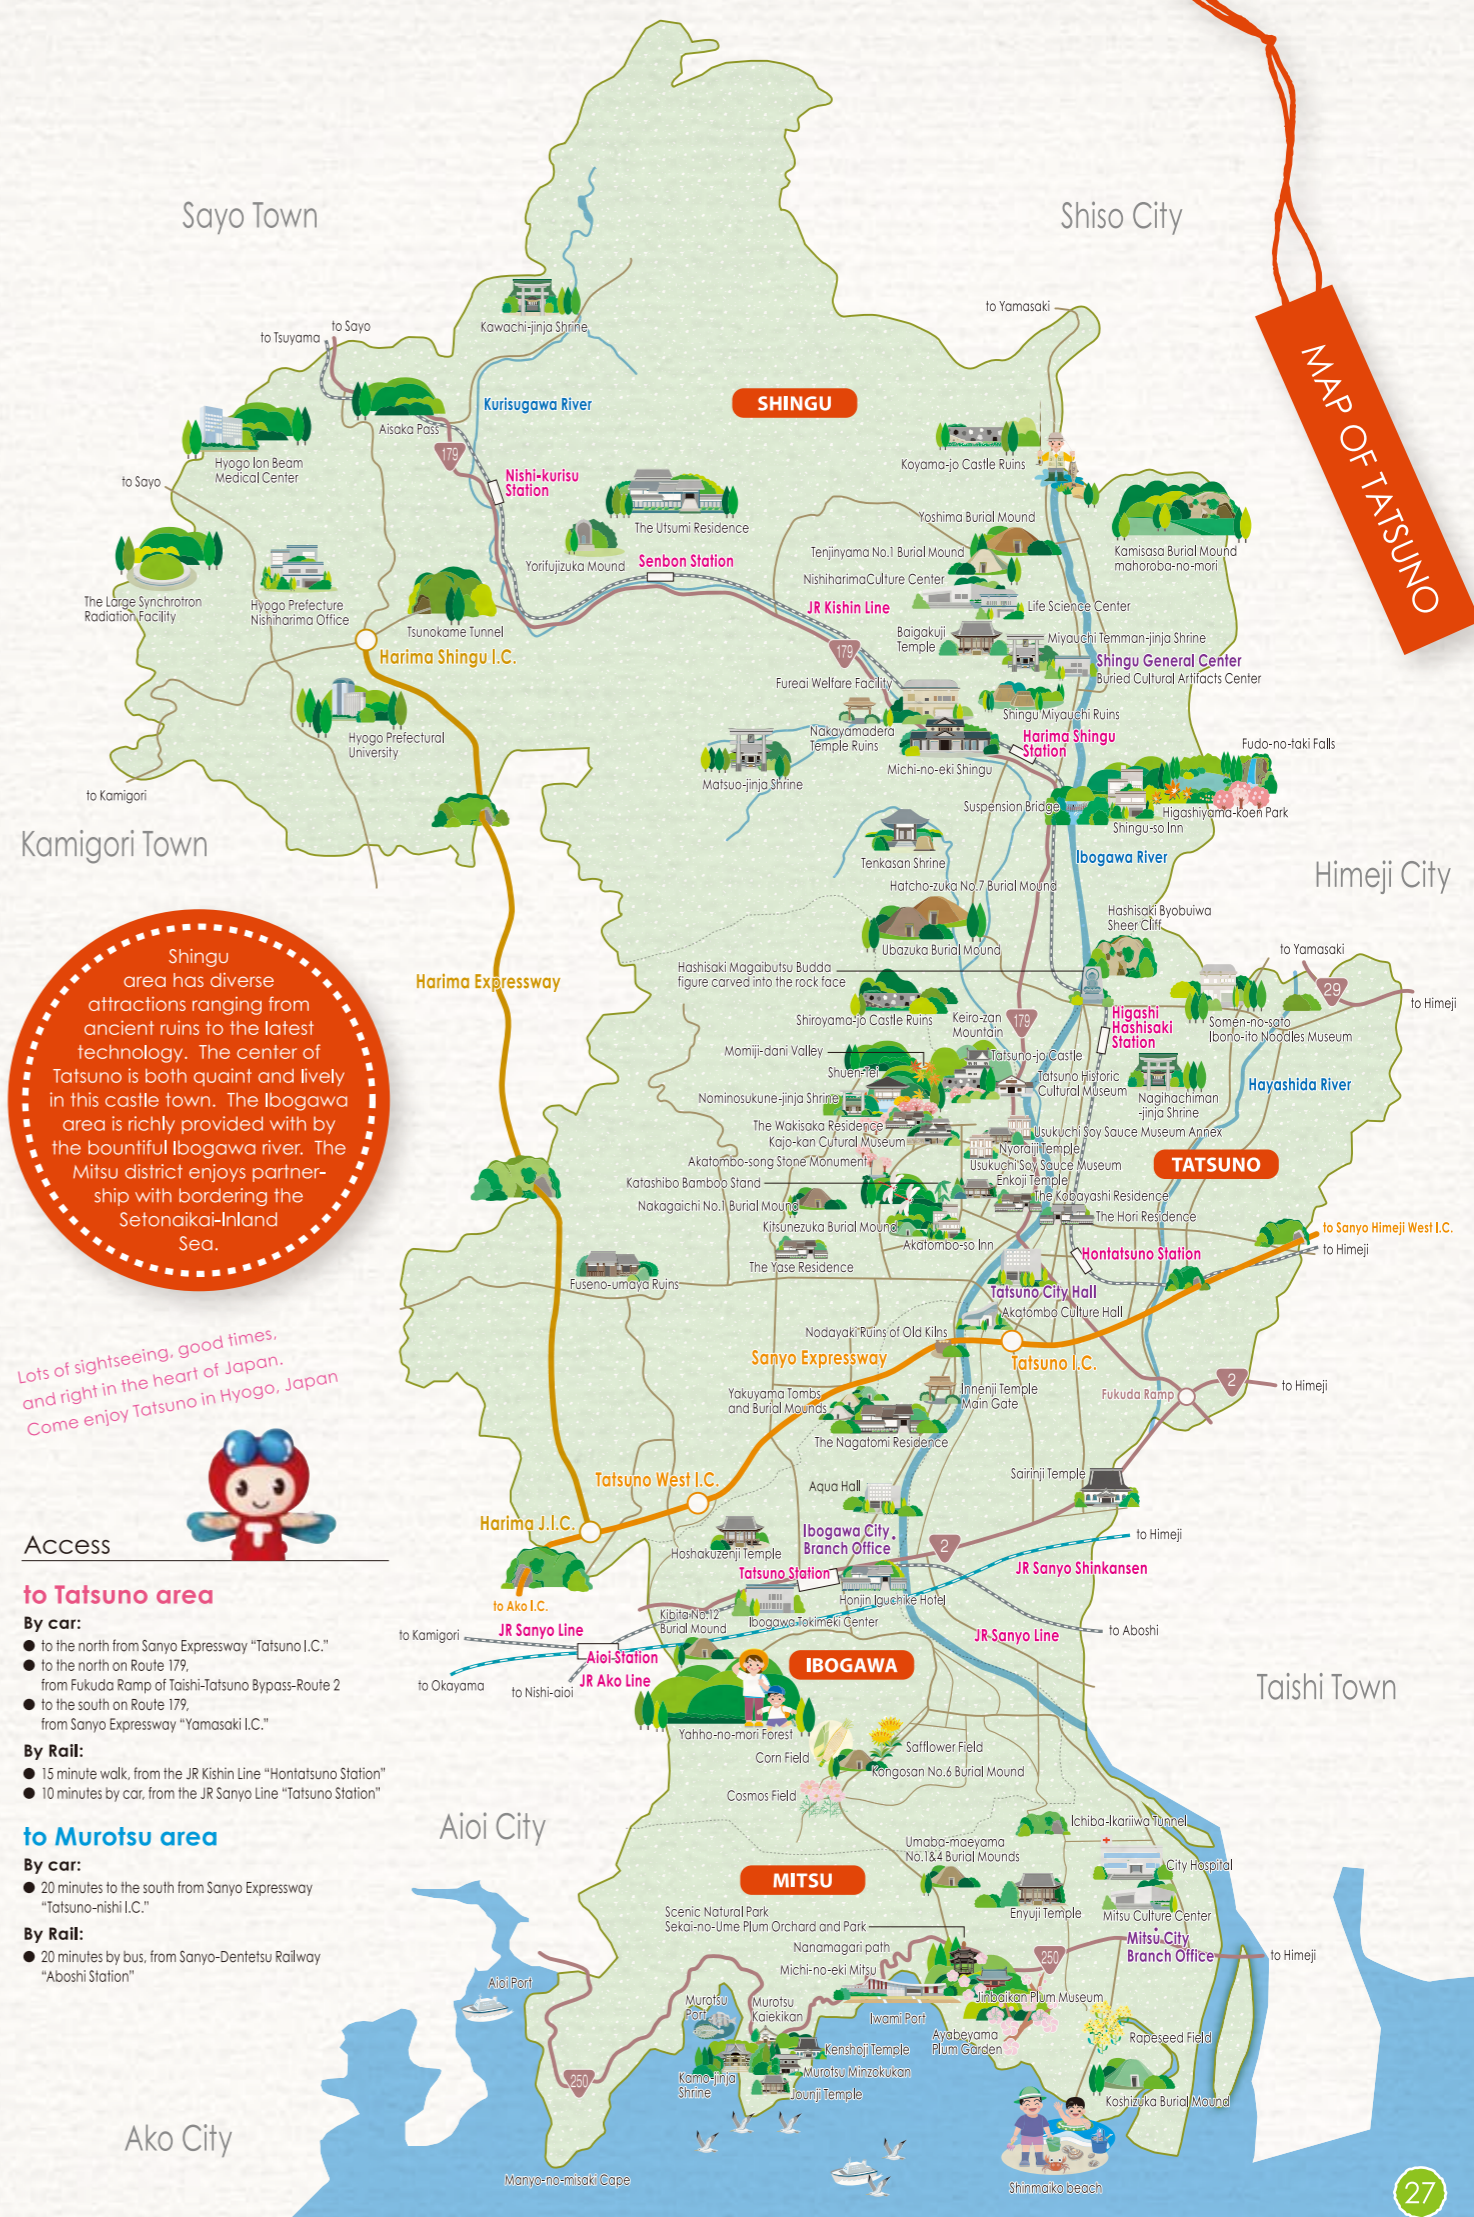 MAP OF TATSUNO
Sayo Town
Shiso City
to Yamasaki
Kawachi-jinja Shrine
to Sayo
to Tsuyama
SHINGU
Kurisugawa River
Aisaka Pass
179
Hyogo Ion Beam
Medical Center
Koyama-jo Castle Ruins
to Sayo
Nishi-kurisu
Station
The Utsumi Residence
Yoshima Burial Mound
Kamisasa Burial Mound
mahoroba-no-mori
Tenjinyama No.1 Burial Mound
Yorifujizuka Mound
Senbon Station
NishiharimaCulture Center
The Large Synchrotron
Radiation Facility
Hyogo Prefecture
Nishiharima Office
JR Kishin Line
Life Science Center
Tsunokame Tunnel
Baigakuji
Temple
Miyauchi Temman-jinja Shrine
Harima Shingu I.C.
179
Shingu General Center
Buried Cultural Artifacts Center
Fureai Welfare Facility
Shingu Miyauchi Ruins
Hyogo Prefectural
University
Nakayamadera
Temple Ruins
Harima Shingu
Station
Fudo-no-taki Falls
Michi-no-eki Shingu
Matsuo-jinja Shrine
to Kamigori
Suspension Bridge
Higashiyama-koen Park
Shingu-so Inn
Kamigori Town
Tenkasan Shrine
Ibogawa River
Himeji City
Hatcho-zuka No.7 Burial Mound
Hashisaki Byobuiwa
Sheer Cliff
Ubazuka Burial Mound
to Yamasaki
Hashisaki Magaibutsu Budda
figure carved into the rock face
Harima Expressway
29
to Himeji
Shiroyama-jo Castle Ruins
Keiro-zan
Mountain
179
Higashi
Hashisaki
Station
Somen-no-sato
Ibono-ito Noodles Museum
Momiji-dani Valley
Tatsuno-jo Castle
Shuen-tei
Tatsuno Historic
Cultural Museum
Hayashida River
Nominosukune-jinja Shrine
Nagihachiman
-jinja Shrine
The Wakisaka Residence
Usukuchi Soy Sauce Museum Annex
Kajo-kan Cutural Museum
Nyoraiji Temple
Akatombo-song Stone Monument
Usukuchi Soy Sauce Museum
TATSUNO
Katashibo Bamboo Stand
Enkoji Temple
The Kobayashi Residence
Nakagaichi No.1 Burial Mound
The Hori Residence
Kitsunezuka Burial Mound
Akatombo-so Inn
to Sanyo Himeji West I.C.
to Himeji
The Yase Residence
Hontatsuno Station
Fuseno-umaya Ruins
Tatsuno City Hall
Akatombo Culture Hall
Nodayaki Ruins of Old Kilns
Sanyo Expressway
Tatsuno I.C.
2
to Himeji
Yakuyama Tombs
and Burial Mounds
Innenji Temple
Main Gate
Fukuda Ramp
The Nagatomi Residence
Tatsuno West I.C.
Aqua Hall
Sairinji Temple
Harima J.I.C.
Ibogawa City
Branch Office
to Himeji
Hoshakuzenji Temple
2
Tatsuno Station
JR Sanyo Shinkansen
Honjin Iguchike Hotel
to Ako I.C.
Kibita No.12
Burial Mound
Ibogawa Tokimeki Center
JR Sanyo Line
to Kamigori
JR Sanyo Line
to Aboshi
Aioi Station
IBOGAWA
JR Ako Line
to Okayama
to Nishi-aioi
Taishi Town
Yahho-no-mori Forest
Safflower Field
Corn Field
Kongosan No.6 Burial Mound
Cosmos Field
Aioi City
Ichiba-Ikariiwa Tunnel
Umaba-maeyama
No.1&4 Burial Mounds
City Hospital
MITSU
Enyuji Temple
Mitsu Culture Center
Scenic Natural Park
Sekai-no-Ume Plum Orchard and Park
Mitsu City
Branch Office
Nanamagari path
250
to Himeji
Michi-no-eki Mitsu
Aioi Port
Jinbaikan Plum Museum
Murotsu
Port
Murotsu
Kaiekikan
Iwami Port
Ayabeyama
Plum Garden
Rapeseed Field
Kenshoji Temple
Murotsu Minzokukan
Kamo-jinja
Shrine
Jounji Temple
250
Koshizuka Burial Mound
Ako City
Manyo-no-misaki Cape
Shinmaiko beach
Shingu
area has diverse
attractions ranging from
ancient ruins to the latest
technology. The center of
Tatsuno is both quaint and lively
in this castle town. The Ibogawa
area is richly provided with by
the bountiful Ibogawa river. The
Mitsu district enjoys partner-
ship with bordering the
Setonaikai-Inland
Sea.
Lots of sightseeing, good times,
and right in the heart of Japan.
Come enjoy Tatsuno in Hyogo, Japan
T
Access
to Tatsuno area
By car:
● to the north from Sanyo Expressway “Tatsuno I.C.”
● to the north on Route 179,
from Fukuda Ramp of Taishi-Tatsuno Bypass-Route 2
● to the south on Route 179,
from Sanyo Expressway “Yamasaki I.C.”
By Rail:
● 15 minute walk, from the JR Kishin Line “Hontatsuno Station”
● 10 minutes by car, from the JR Sanyo Line “Tatsuno Station”
to Murotsu area
By car:
● 20 minutes to the south from Sanyo Expressway
“Tatsuno-nishi I.C.”
By Rail:
● 20 minutes by bus, from Sanyo-Dentetsu Railway
“Aboshi Station”
27